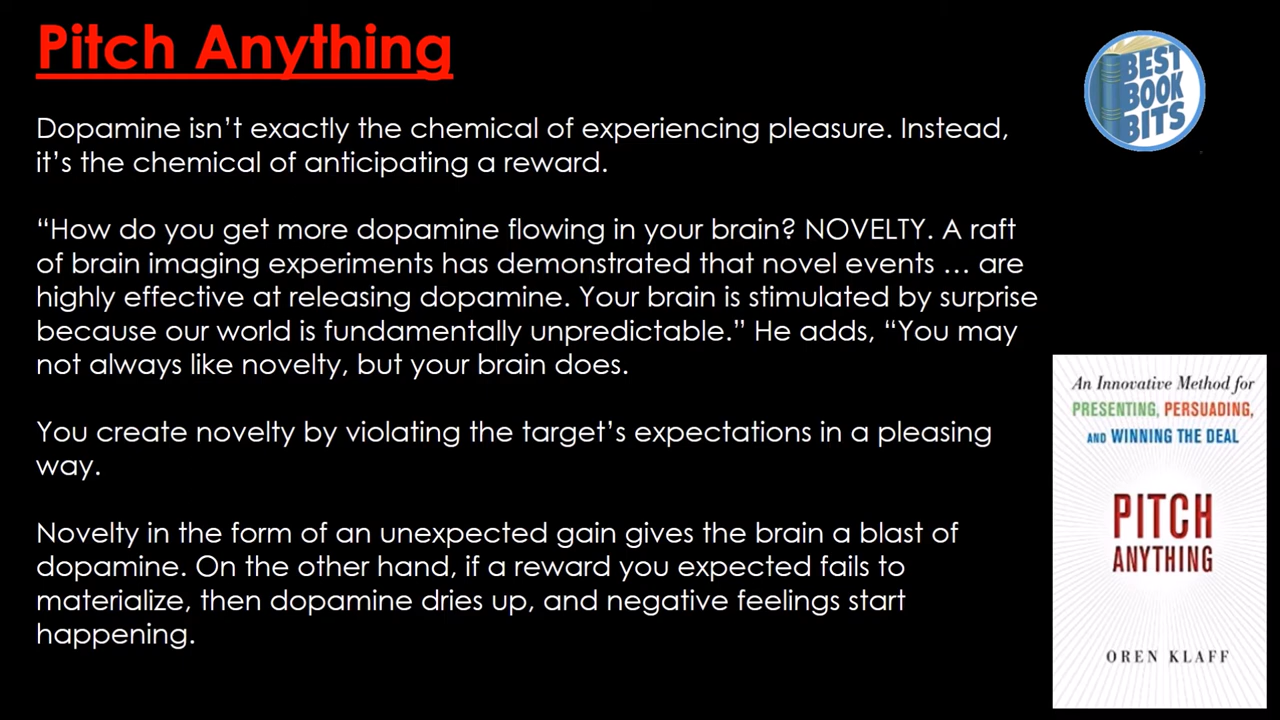 Pitch Anything
BEST
BOOK
BITS
Dopamine isn’t exactly the chemical of experiencing pleasure. Instead,
it’s the chemical of anticipating a reward.
“How do you get more dopamine flowing in your brain? NOVELTY. A raft
of brain imaging experiments has demonstrated that novel events … are
highly effective at releasing dopamine. Your brain is stimulated by surprise
because our world is fundamentally unpredictable.” He adds, “You may
not always like novelty, but your brain does.
You create novelty by violating the target’s expectations in a pleasing
way.
Novelty in the form of an unexpected gain gives the brain a blast of
dopamine. On the other hand, if a reward you expected fails to
materialize, then dopamine dries up, and negative feelings start
happening.
An Innovative Method for
PRESENTING, PERSUADING,
AND WINNING THE DEAL
PITCH
ANYTHING
OREN KLAFF